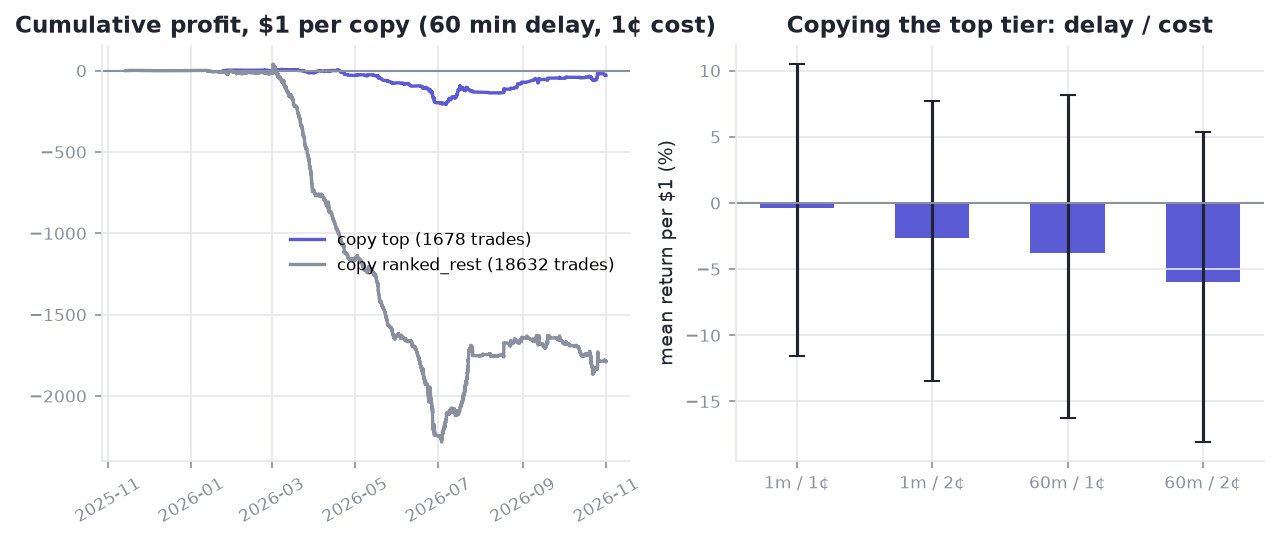 Cumulative profit, $1 per copy (60 min delay, 1¢ cost)
0
−500
−1000
−1500
−2000
copy top (1678 trades)
copy ranked_rest (18632 trades)
2025-11
2026-01
2026-03
2026-05
2026-07
2026-09
2026-11
Copying the top tier: delay / cost
mean return per $1 (%)
10
5
0
−5
−10
−15
1m / 1¢
1m / 2¢
60m / 1¢
60m / 2¢